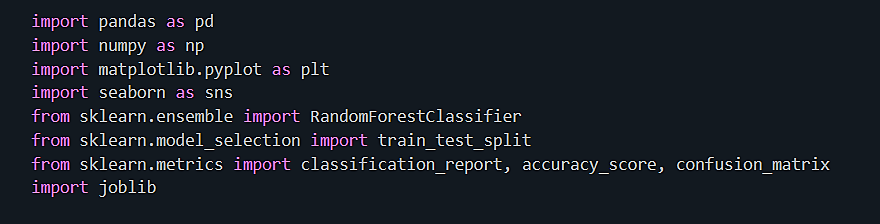 import pandas as pd
import numpy as np
import matplotlib.pyplot as plt
import seaborn as sns
from sklearn.ensemble import RandomForestClassifier
from sklearn.model_selection import train_test_split
from sklearn.metrics import classification_report, accuracy_score, confusion_matrix
import joblib